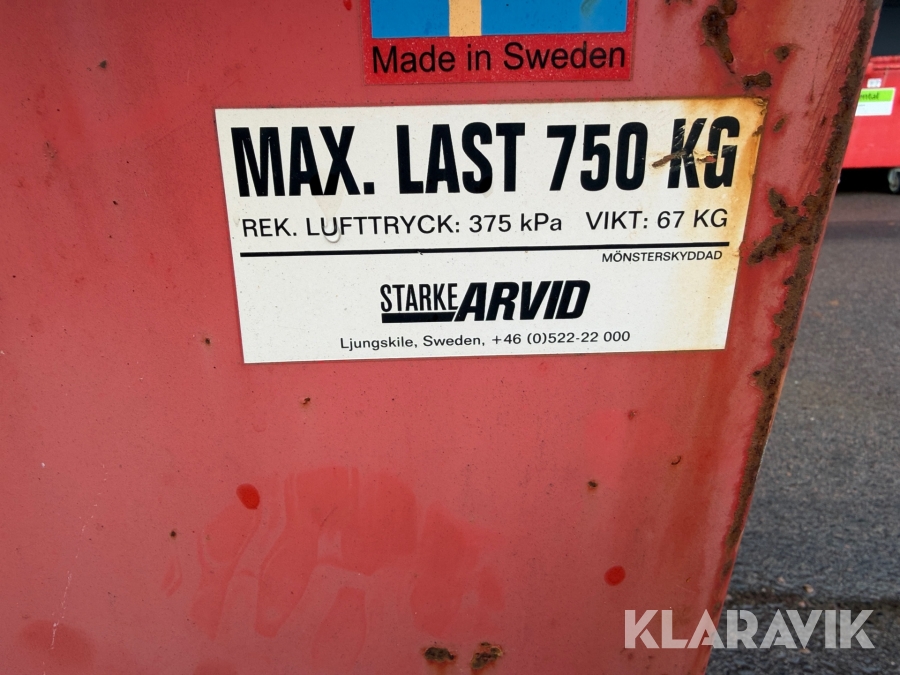 Made in Sweden
MAX. LAST 750 KG
REK. LUFTTRYCK: 375 kPa VIKT: 67 KG
MÖNSTERSKYDDAD
STARKE ARVID
Ljungskile, Sweden, +46 (0)522-22 000
KLARAVIK